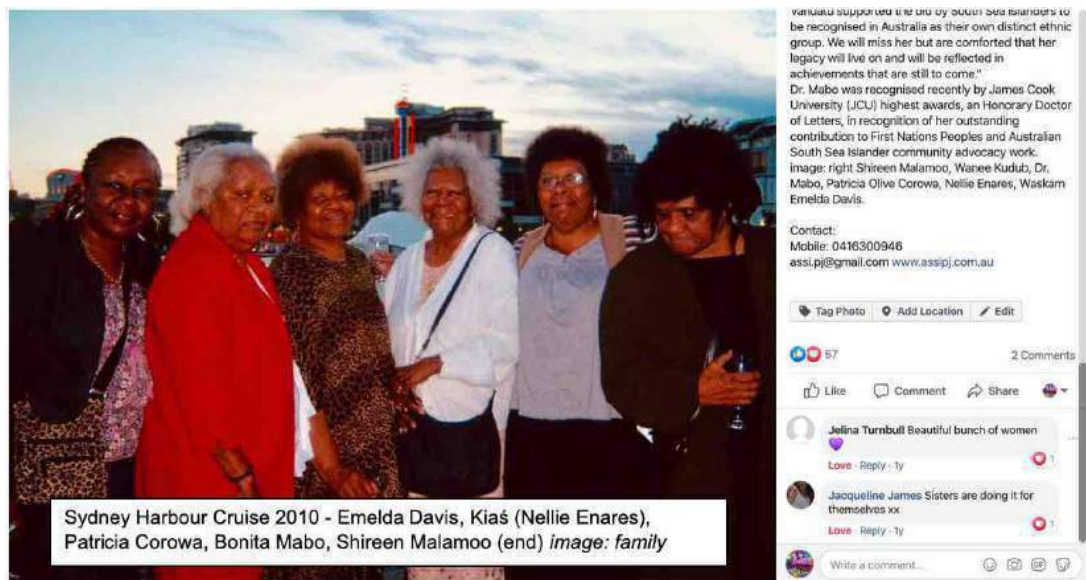 Sydney Harbour Cruise 2010 - Emelda Davis, Kiaś (Nellie Enares),
Patricia Corowa, Bonita Mabo, Shireen Malamoo (end) image: family
Vanuatu supported the bid by South Sea Islanders to
be recognised in Australia as their own distinct ethnic
group. We will miss her but are comforted that her
legacy will live on and will be reflected in
achievements that are still to come."
Dr. Mabo was recognised recently by James Cook
University (JCU) highest awards, an Honorary Doctor
of Letters, in recognition of her outstanding
contribution to First Nations Peoples and Australian
South Sea Islander community advocacy work.
image: right Shireen Malamoo, Wanee Kudub, Dr.
Mabo, Patricia Olive Corowa, Nellie Enares, Waskam
Emelda Davis.
Contact:
Mobile: 0416300946
assi.pj@gmail.com www.assipj.com.au
Tag Photo Add Location Edit
57 2 Comments
Like Comment Share
Jelina Turnbull Beautiful bunch of women
Love · Reply · 1y 1
Jacqueline James Sisters are doing it for
themselves xx
Love · Reply · 1y 1
Write a comment... GIF